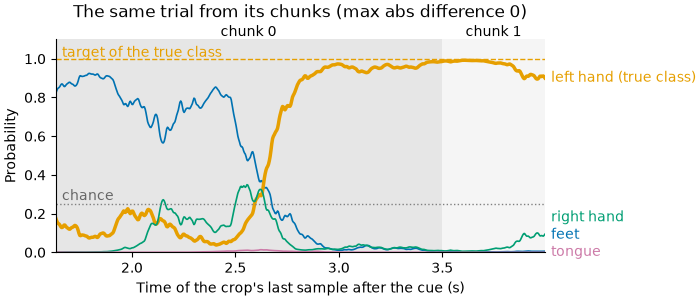 The same trial from its chunks (max abs difference 0)
chunk 0
chunk 1
target of the true class
left hand (true class)
chance
right hand
feet
tongue
Probability
1.0
0.8
0.6
0.4
0.2
0.0
2.0
2.5
3.0
3.5
Time of the crop's last sample after the cue (s)